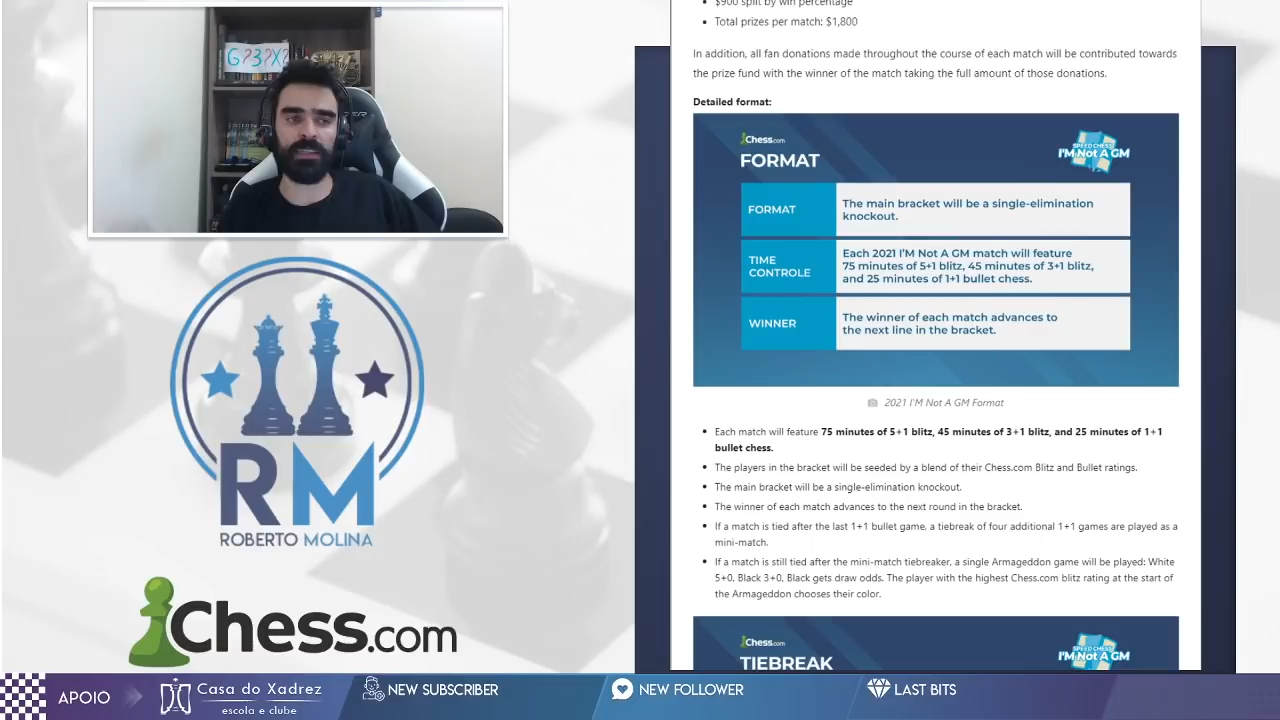 G?3?X?
RM
ROBERTO MOLINA
Chess.com
• $900 split by win percentage
• Total prizes per match: $1,800
In addition, all fan donations made throughout the course of each match will be contributed towards
the prize fund with the winner of the match taking the full amount of those donations.
Detailed format:
Chess.com
FORMAT
SPEED CHESS
I'M NOT A GM
FORMAT
The main bracket will be a single-elimination
knockout.
TIME
CONTROLE
Each 2021 I'M Not A GM match will feature
75 minutes of 5+1 blitz, 45 minutes of 3+1 blitz,
and 25 minutes of 1+1 bullet chess.
WINNER
The winner of each match advances to
the next line in the bracket.
2021 I'M Not A GM Format
• Each match will feature 75 minutes of 5+1 blitz, 45 minutes of 3+1 blitz, and 25 minutes of 1+1
bullet chess.
• The players in the bracket will be seeded by a blend of their Chess.com Blitz and Bullet ratings.
• The main bracket will be a single-elimination knockout.
• The winner of each match advances to the next round in the bracket.
• If a match is tied after the last 1+1 bullet game, a tiebreak of four additional 1+1 games are played as a
mini-match.
• If a match is still tied after the mini-match tiebreaker, a single Armageddon game will be played: White
5+0, Black 3+0, Black gets draw odds. The player with the highest Chess.com blitz rating at the start of
the Armageddon chooses their color.
Chess.com
TIEBREAK
SPEED CHESS
I'M NOT A GM
APOIO
Casa do Xadrez
escola e clube
NEW SUBSCRIBER
NEW FOLLOWER
LAST BITS